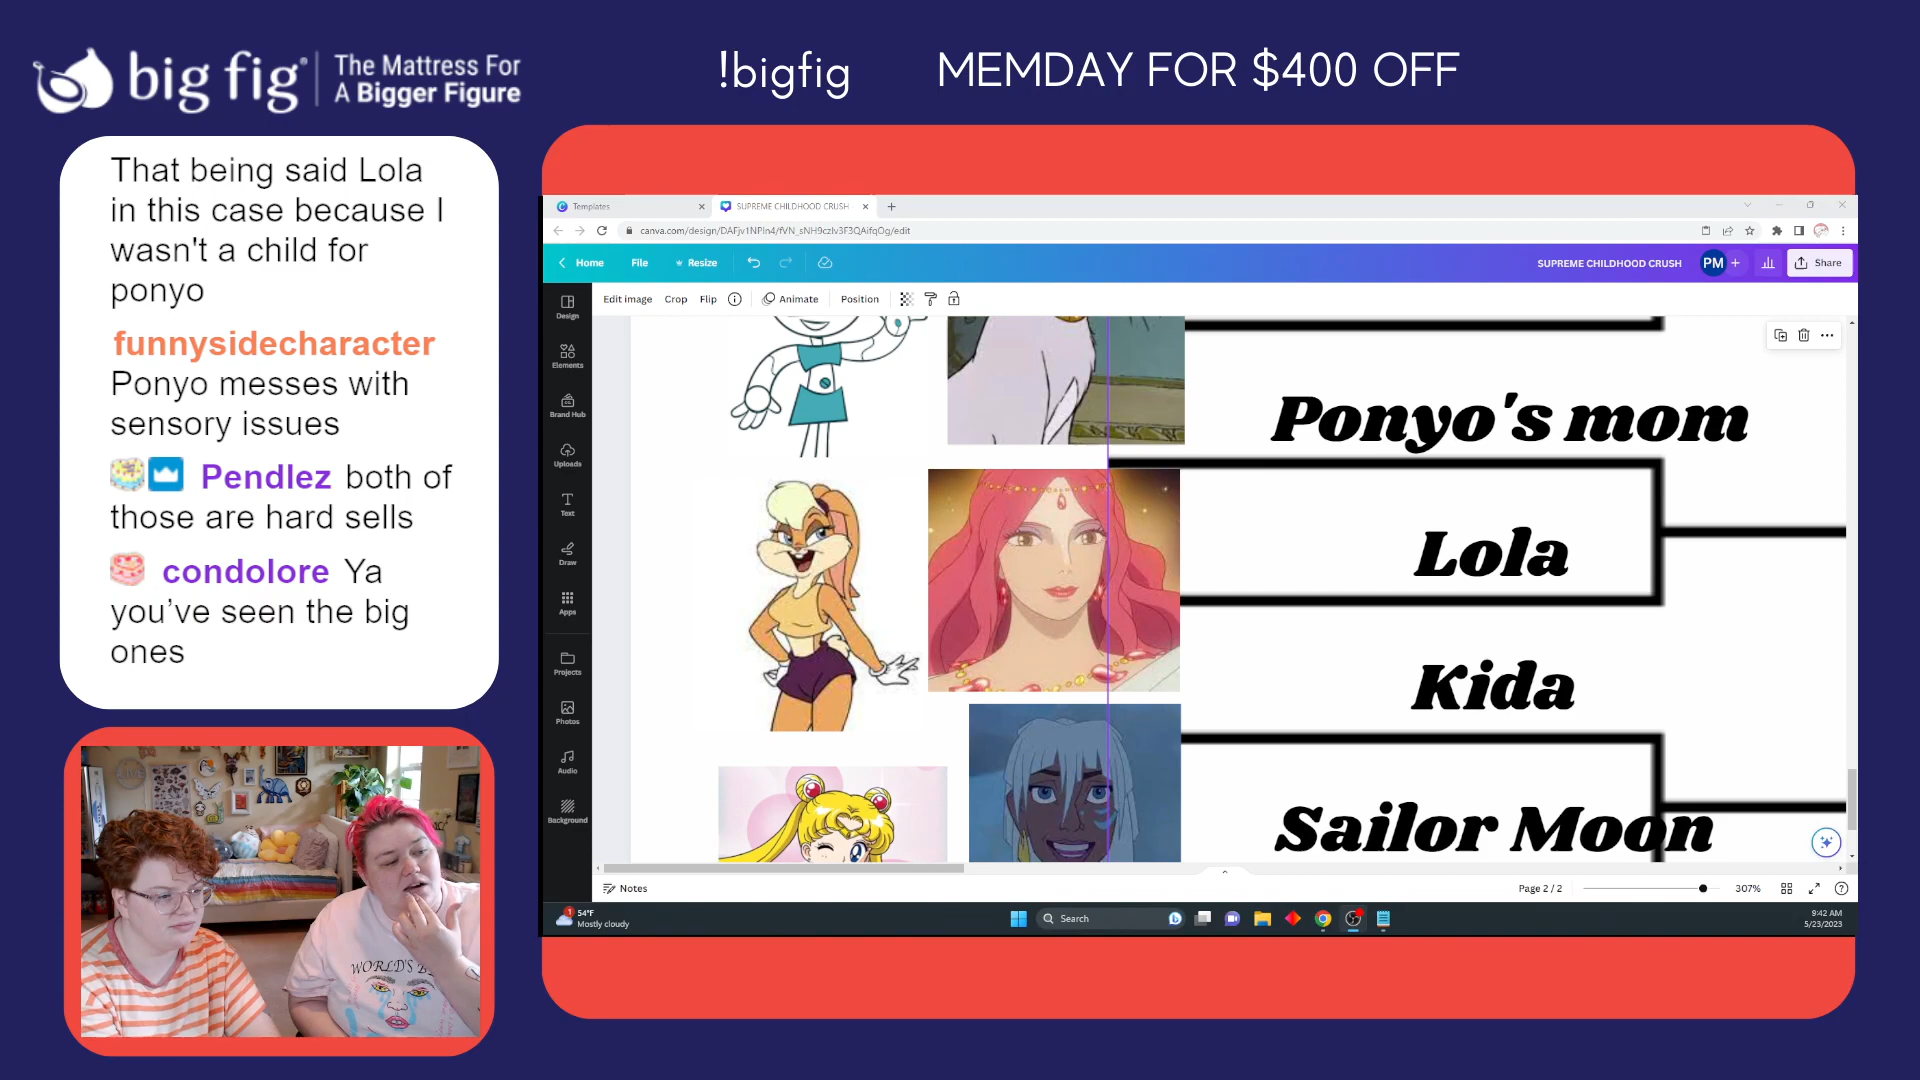 big fig
The Mattress For
A Bigger Figure
!bigfig
MEMDAY FOR $400 OFF
That being said Lola
in this case because I
wasn't a child for
ponyo
funnysidecharacter
Ponyo messes with
sensory issues
Pendlez both of
those are hard sells
condolore Ya
you've seen the big
ones
WORLD'S
Templates
SUPREME CHILDHOOD CRUSH
Home
File
Resize
SUPREME CHILDHOOD CRUSH
PM
Share
Edit image
Crop
Flip
Animate
Position
Design
Elements
Brand Hub
Uploads
Text
Draw
Apps
Projects
Photos
Audio
Background
Ponyo's mom
Lola
Kida
Sailor Moon
Notes
Page 2 / 2
307%
1
54°F
Mostly cloudy
Search
9:42 AM
5/23/2023